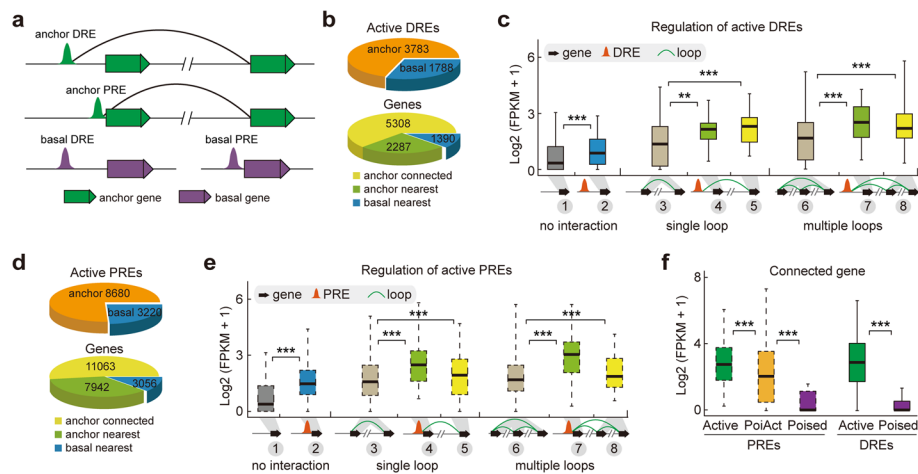 a
anchor DRE
anchor PRE
basal DRE
basal PRE
anchor gene
basal gene
b
Active DREs
anchor 3783
basal 1788
Genes
5308
1390
2287
anchor connected
anchor nearest
basal nearest
c
Regulation of active DREs
gene DRE loop
Log2 (FPKM + 1)
6
3
0
***
***
**
***
***
1 2 3 4 5 6 7 8
no interaction single loop multiple loops
d
Active PREs
anchor 8680
basal 3220
Genes
11063
7942
3056
anchor connected
anchor nearest
basal nearest
e
Regulation of active PREs
gene PRE loop
Log2 (FPKM + 1)
6
3
0
***
***
***
***
***
1 2 3 4 5 6 7 8
no interaction single loop multiple loops
f
Connected gene
Log2 (FPKM + 1)
8
4
0
*** *** ***
Active PoiAct Poised Active Poised
PREs DREs